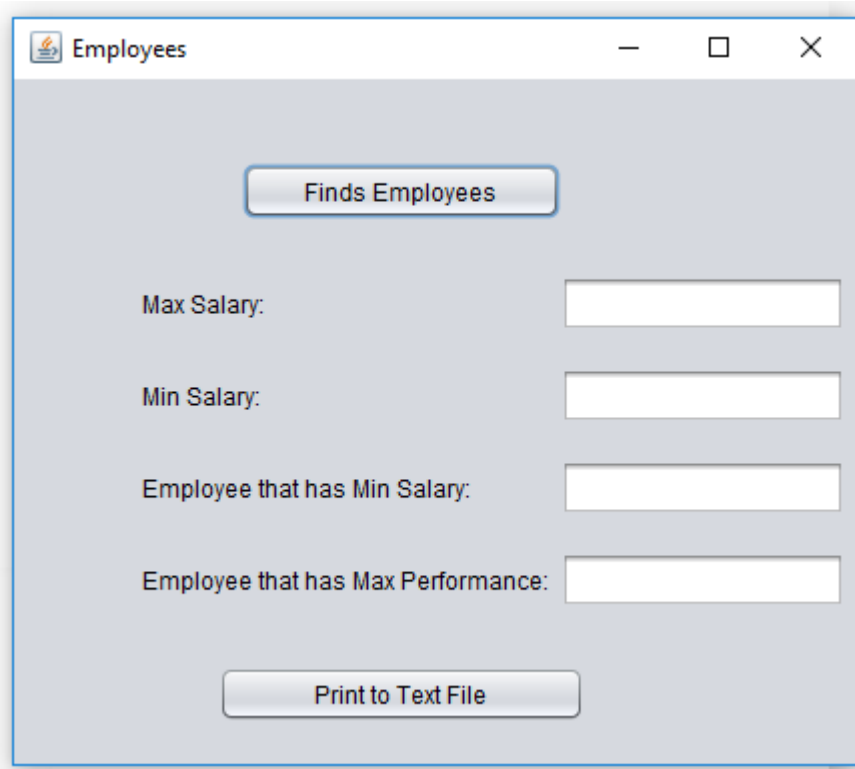 Employees
Finds Employees
Max Salary:
Min Salary:
Employee that has Min Salary:
Employee that has Max Performance:
Print to Text File